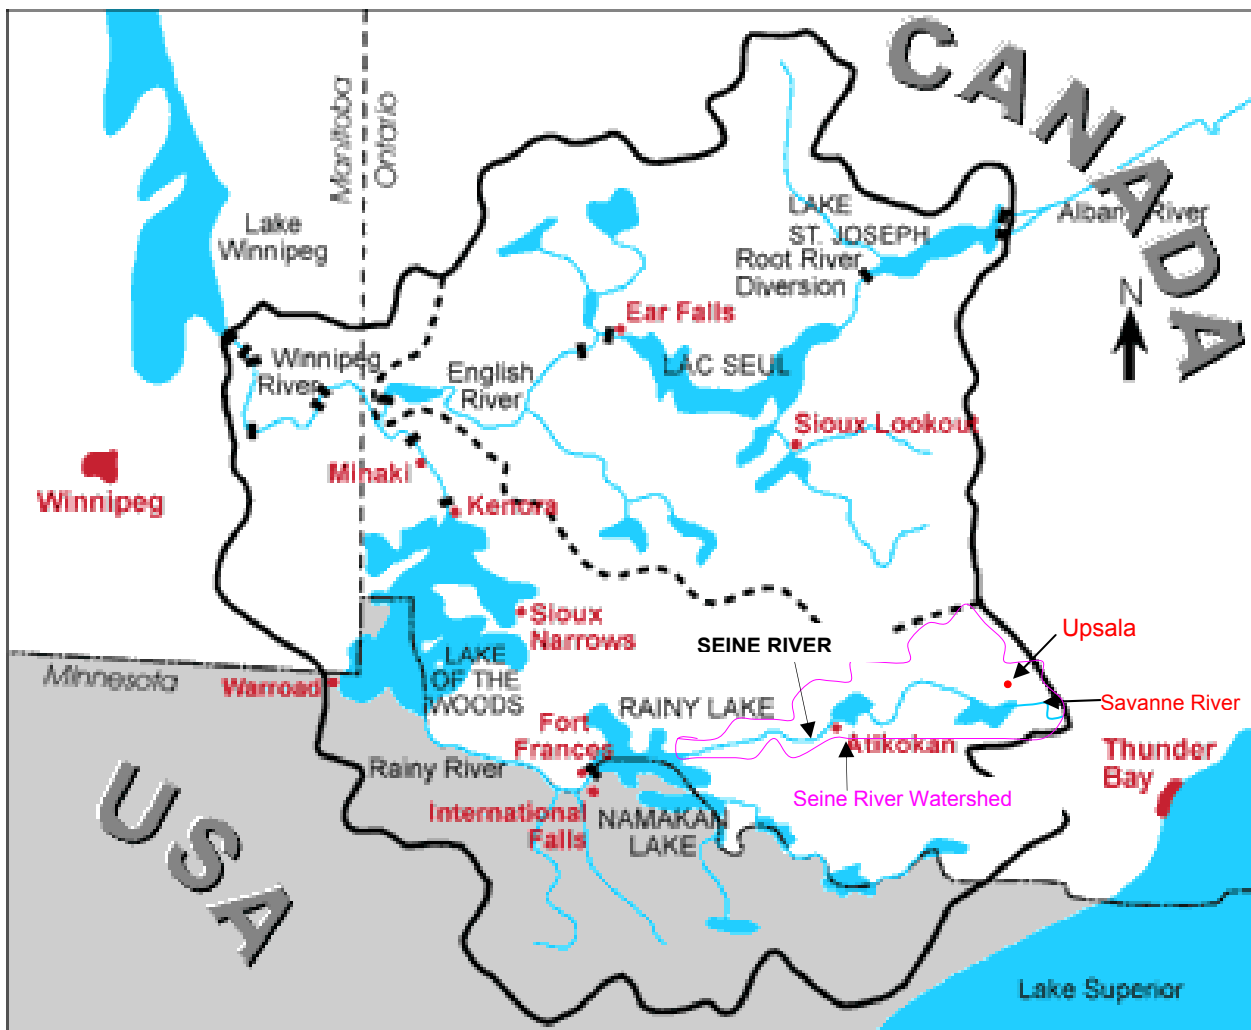 CANADA
Manitoba
Ontario
Lake
Winnipeg
LAKE
ST. JOSEPH
Albany River
Root River
Diversion
N
Ear Falls
Winnipeg
River
English
River
LAC SEUL
Sioux Lookout
Minaki
Winnipeg
Kenora
Sioux
Narrows
SEINE RIVER
Upsala
Minnesota
Warroad
LAKE
OF THE
WOODS
RAINY LAKE
Savanne River
Fort
Frances
Atikokan
Thunder
Bay
Rainy River
Seine River Watershed
International
Falls
NAMAKAN
LAKE
USA
Lake Superior